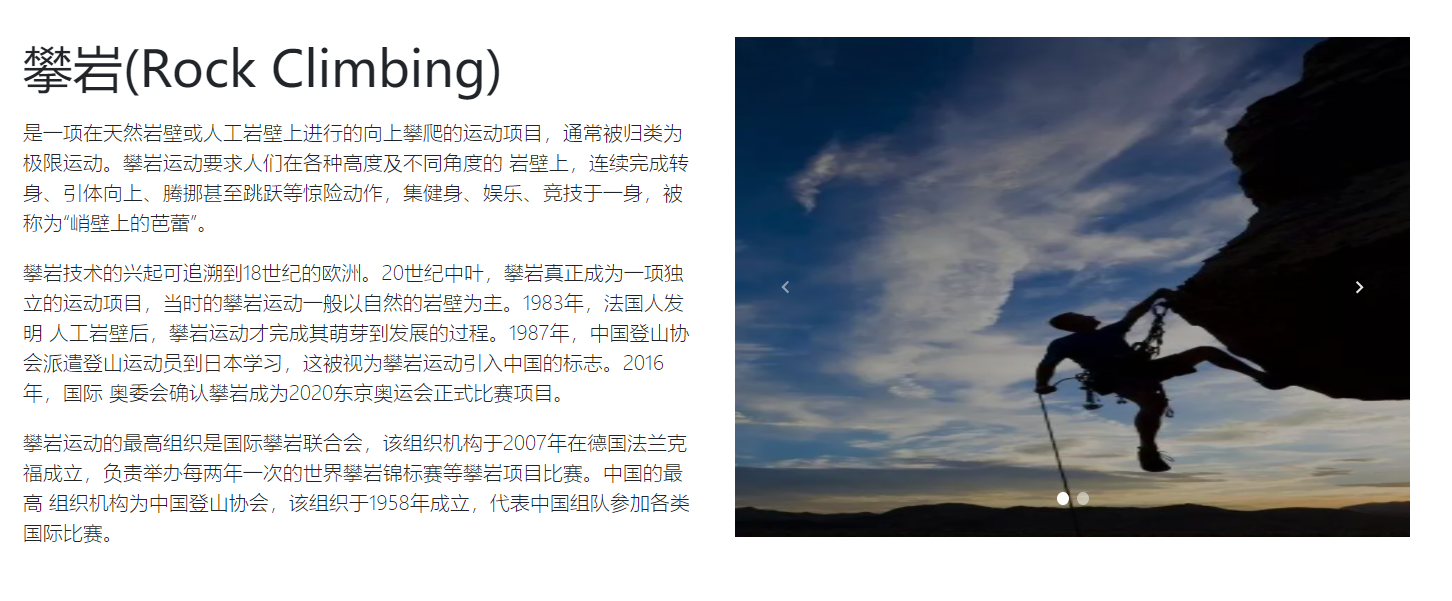 攀岩(Rock Climbing)
是一项在天然岩壁或人工岩壁上进行的向上攀爬的运动项目，通常被归类为
极限运动。攀岩运动要求人们在各种高度及不同角度的 岩壁上，连续完成转
身、引体向上、腾挪甚至跳跃等惊险动作，集健身、娱乐、竞技于一身，被
称为“峭壁上的芭蕾”。
攀岩技术的兴起可追溯到18世纪的欧洲。20世纪中叶，攀岩真正成为一项独
立的运动项目，当时的攀岩运动一般以自然的岩壁为主。1983年，法国人发
明 人工岩壁后，攀岩运动才完成其萌芽到发展的过程。1987年，中国登山协
会派遣登山运动员到日本学习，这被视为攀岩运动引入中国的标志。2016
年，国际 奥委会确认攀岩成为2020东京奥运会正式比赛项目。
攀岩运动的最高组织是国际攀岩联合会，该组织机构于2007年在德国法兰克
福成立，负责举办每两年一次的世界攀岩锦标赛等攀岩项目比赛。中国的最
高 组织机构为中国登山协会，该组织于1958年成立，代表中国组队参加各类
国际比赛。